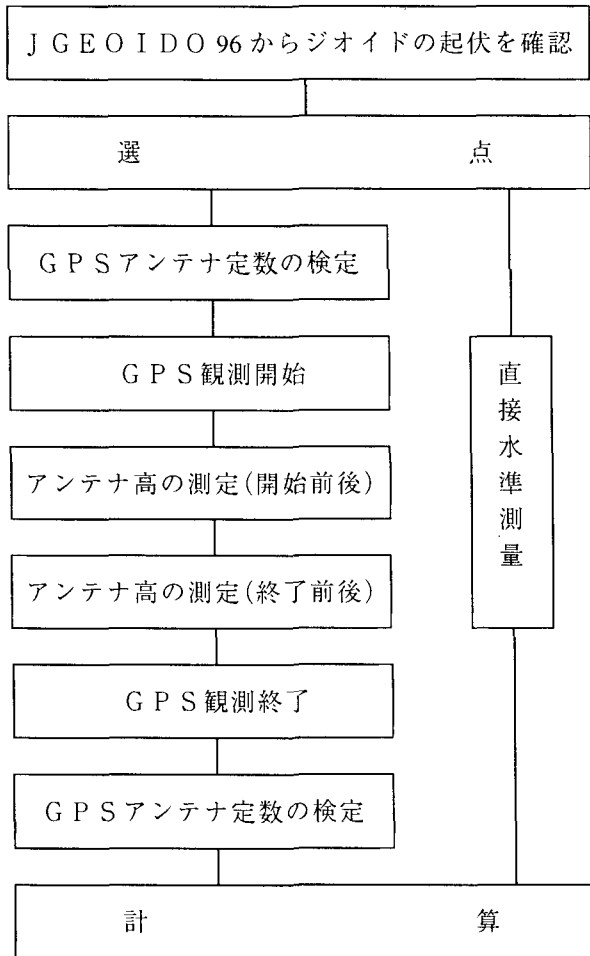 JGEOIDO96からジオイドの起伏を確認
選　点
GPSアンテナ定数の検定
GPS観測開始
アンテナ高の測定(開始前後)
アンテナ高の測定(終了前後)
GPS観測終了
GPSアンテナ定数の検定
直接水準測量
計　算